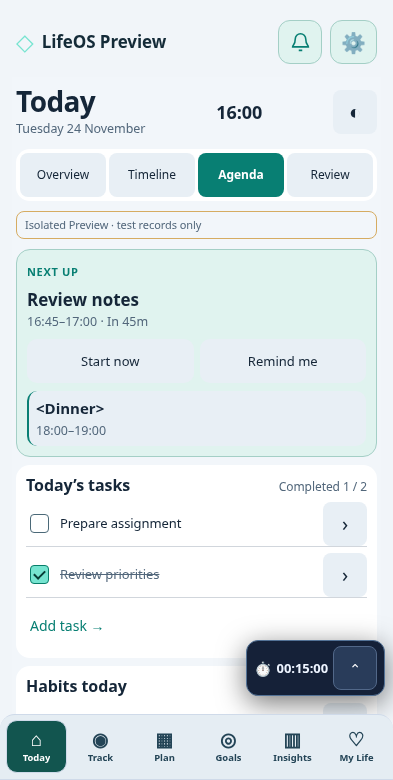 LifeOS Preview
Today
Tuesday 24 November
16:00
Overview
Timeline
Agenda
Review
Isolated Preview · test records only
NEXT UP
Review notes
16:45–17:00 · In 45m
Start now
Remind me
<Dinner>
18:00–19:00
Today’s tasks
Completed 1 / 2
Prepare assignment
Review priorities
Add task →
00:15:00
Habits today
Today
Track
Plan
Goals
Insights
My Life